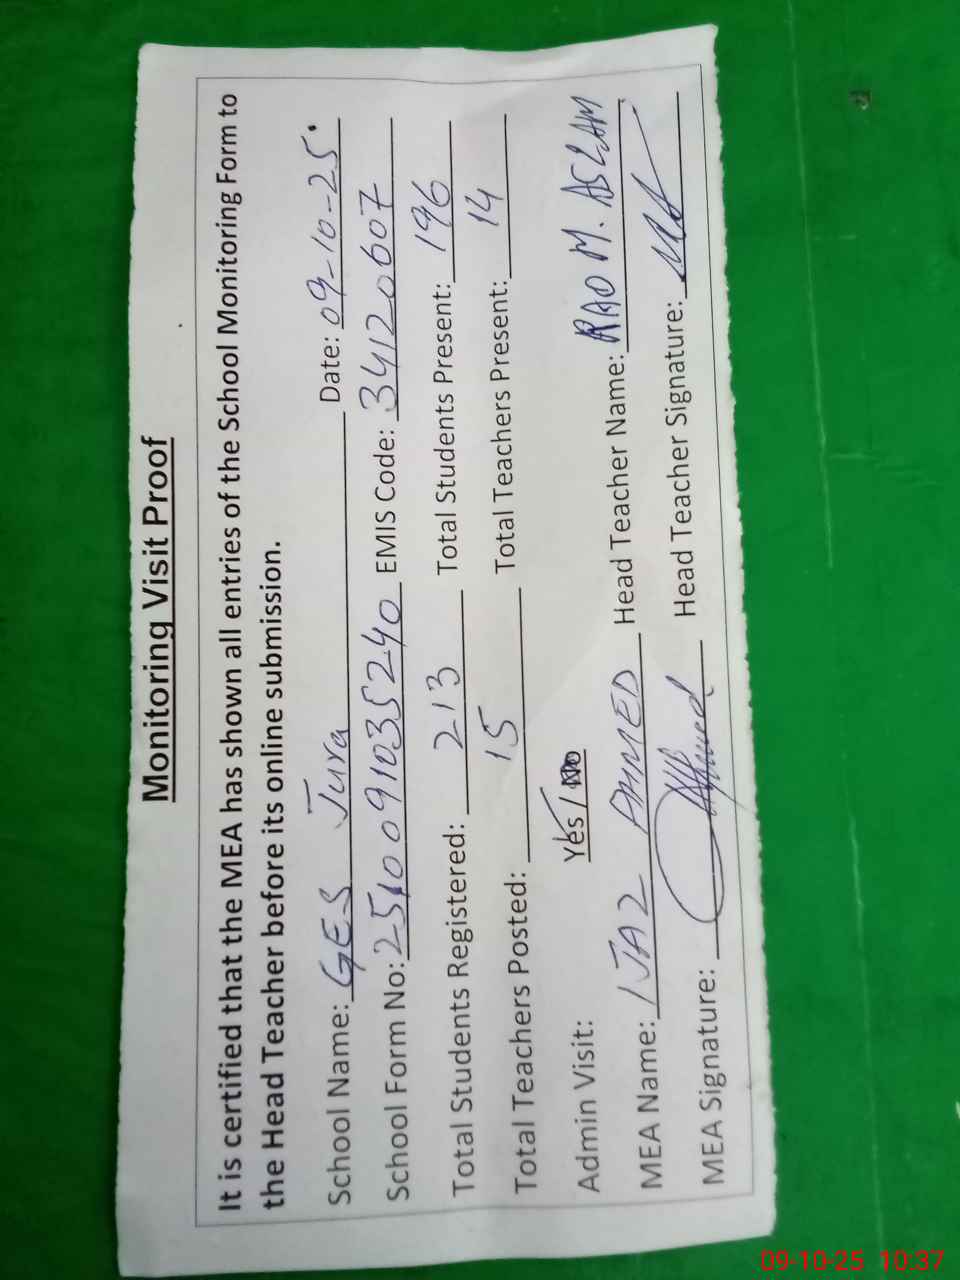 Monitoring Visit Proof
It is certified that the MEA has shown all entries of the School Monitoring Form to
the Head Teacher before its online submission.
School Name: GES Jura Date: 09-10-25.
School Form No: 2510091035240 EMIS Code: 34120607
Total Students Registered: 213 Total Students Present: 196
Total Teachers Posted: 15 Total Teachers Present: 14
Admin Visit: Yes / No
MEA Name: IJAZ AHMED Head Teacher Name: RAO M. ASLAM
MEA Signature: Head Teacher Signature:
09-10-25 10:37